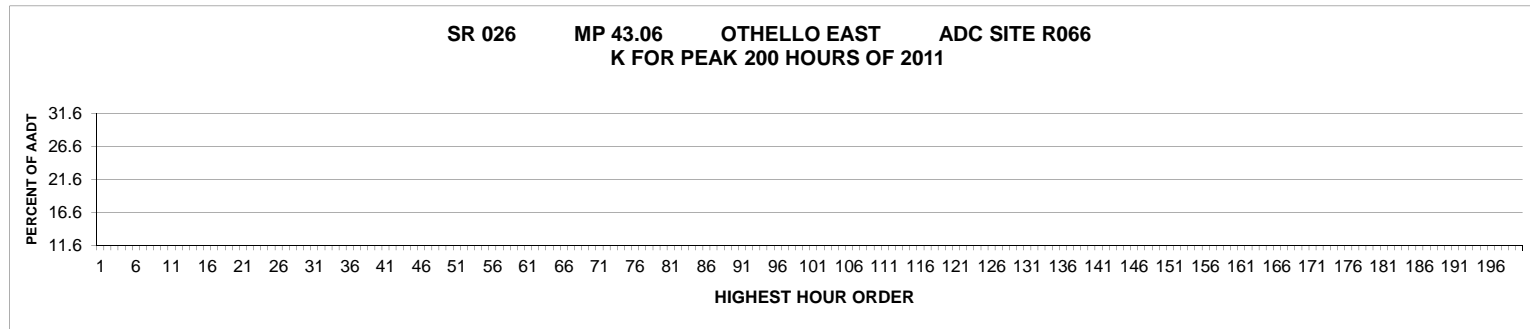 SR 026 MP 43.06 OTHELLO EAST ADC SITE R066
K FOR PEAK 200 HOURS OF 2011
PERCENT OF AADT
31.6
26.6
21.6
16.6
11.6
1 6 11 16 21 26 31 36 41 46 51 56 61 66 71 76 81 86 91 96 101 106 111 116 121 126 131 136 141 146 151 156 161 166 171 176 181 186 191 196
HIGHEST HOUR ORDER